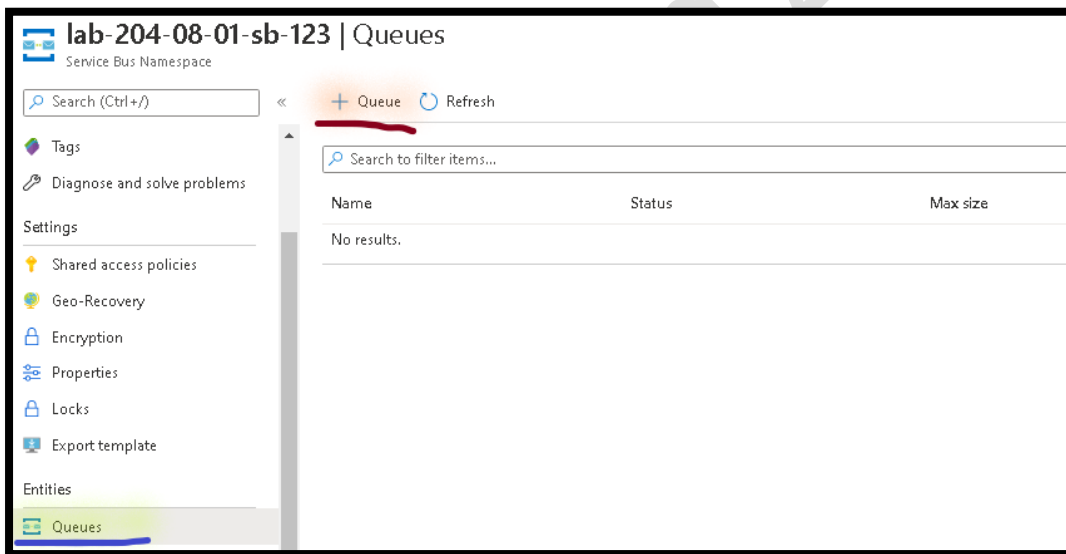 lab-204-08-01-sb-123 | Queues
Service Bus Namespace
Search (Ctrl+/)
«
+ Queue
Refresh
Tags
Diagnose and solve problems
Settings
Shared access policies
Geo-Recovery
Encryption
Properties
Locks
Export template
Entities
Queues
Search to filter items...
Name Status Max size
No results.